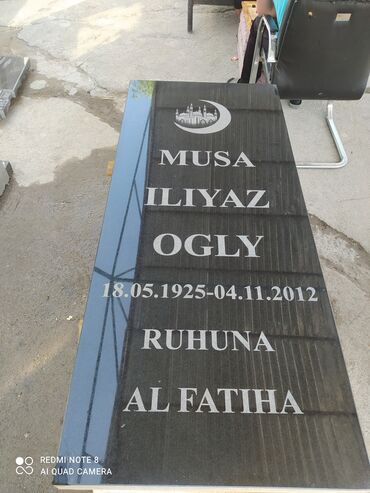 MUSA
ILIYAZ
OGLY
18.05.1925-04.11.2012
RUHUNA
AL FATIHA
REDMI NOTE 8
AI QUAD CAMERA